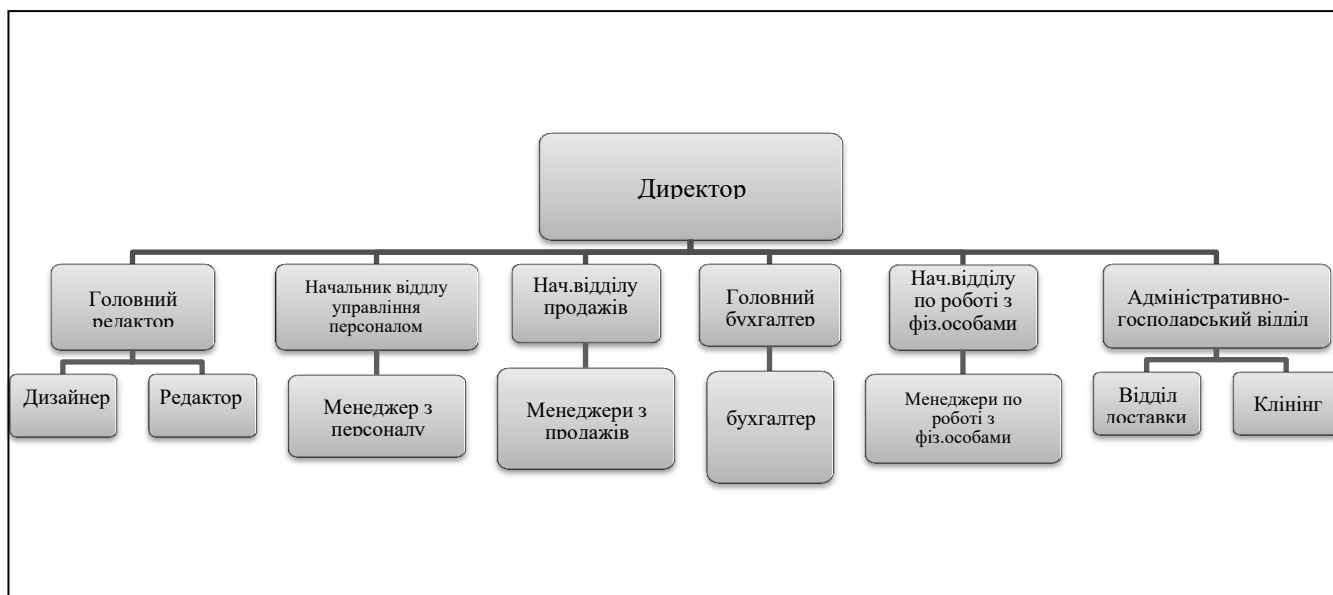 Директор
Головний
редактор
Начальник віддлу
управління
персоналом
Нач.відділу
продажів
Головний
бухгалтер
Нач.відділу
по роботі з
фіз.особами
Адміністративно-
господарський відділ
Дизайнер
Редактор
Менеджер з
персоналу
Менеджери з
продажів
бухгалтер
Менеджери по
роботі з
фіз.особами
Відділ
доставки
Клінінг